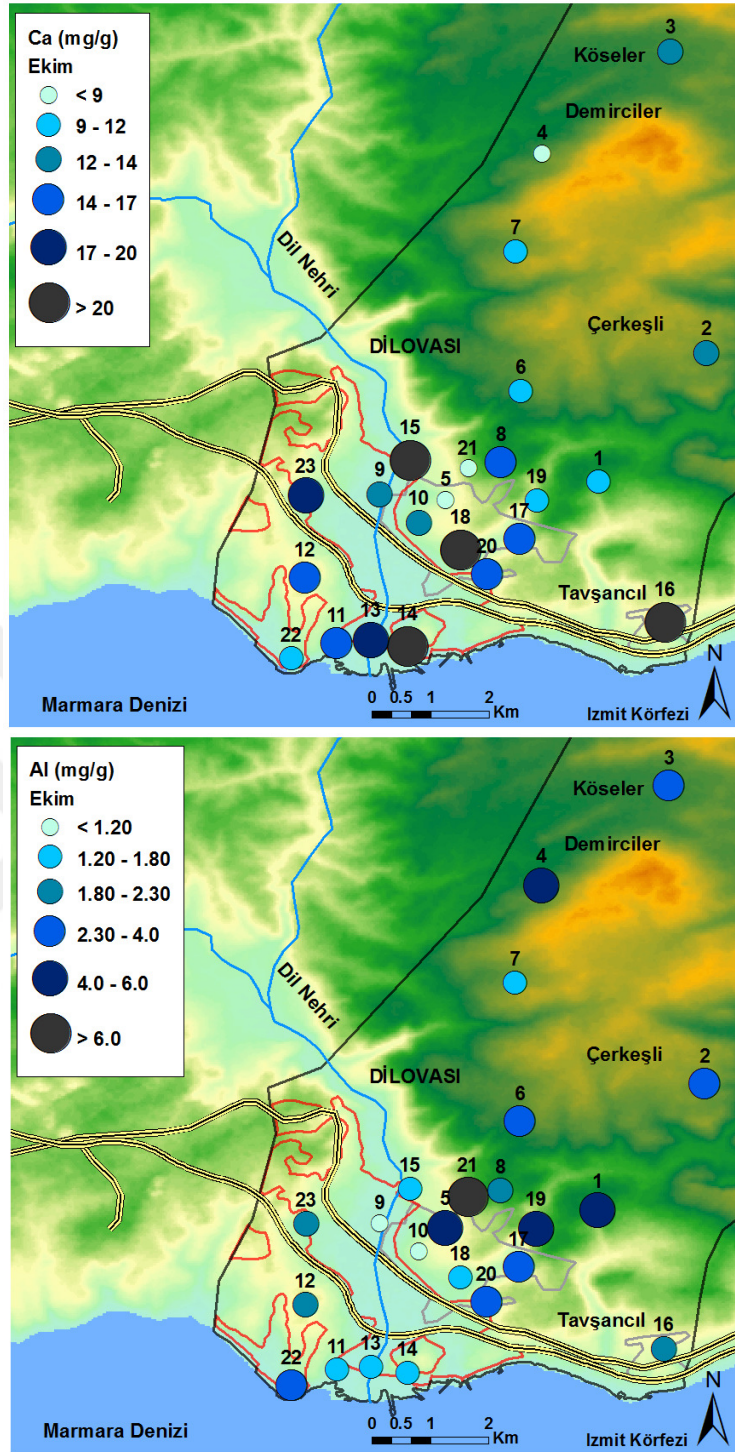 Ca (mg/g)
Ekim
< 9
9 - 12
12 - 14
14 - 17
17 - 20
> 20
3
Köseler
Demirciler
4
7
Dil Nehri
Çerkeşli
2
DİLOVASI
6
15
21
8
1
23
9
5
19
10
18
17
12
20
Tavşancıl
16
11
13
14
22
N
0 0.5 1 2
Km
Marmara Denizi
Izmit Körfezi
Al (mg/g)
Ekim
< 1.20
1.20 - 1.80
1.80 - 2.30
2.30 - 4.0
4.0 - 6.0
> 6.0
3
Köseler
Demirciler
4
7
Dil Nehri
Çerkeşli
2
DİLOVASI
6
15
21
8
1
23
9
5
19
10
17
18
12
20
Tavşancıl
16
11
13
14
22
N
0 0.5 1 2
Km
Marmara Denizi
Izmit Körfezi